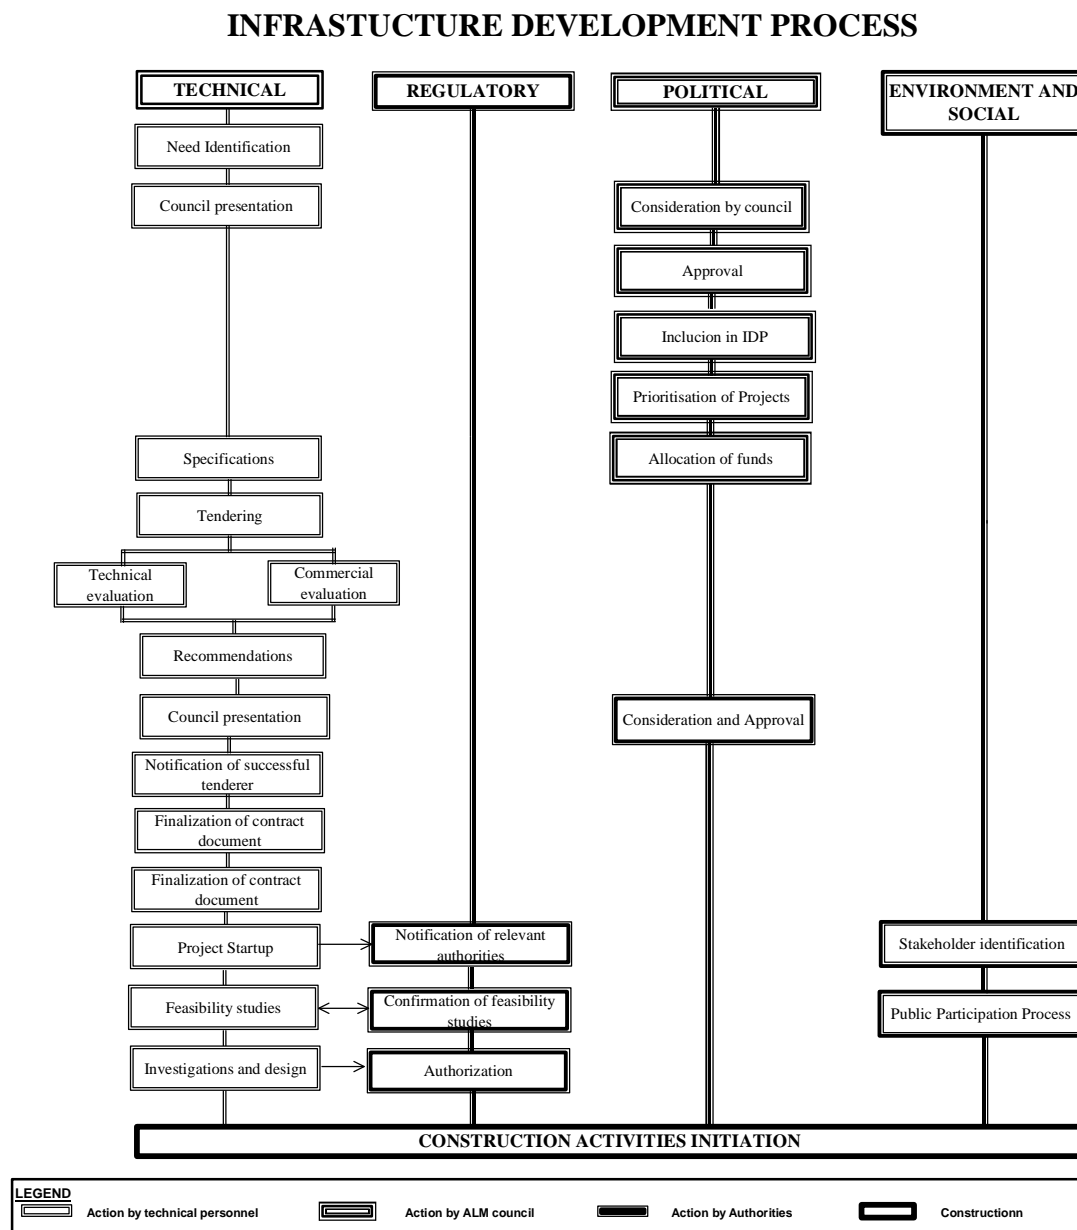 INFRASTUCTURE DEVELOPMENT PROCESS
TECHNICAL
REGULATORY
POLITICAL
ENVIRONMENT AND
SOCIAL
Need Identification
Council presentation
Consideration by council
Approval
Inclucion in IDP
Prioritisation of Projects
Specifications
Allocation of funds
Tendering
Technical
evaluation
Commercial
evaluation
Recommendations
Council presentation
Consideration and Approval
Notification of successful
tenderer
Finalization of contract
document
Finalization of contract
document
Project Startup
Notification of relevant
authorities
Stakeholder identification
Feasibility studies
Confirmation of feasibility
studies
Public Participation Process
Investigations and design
Authorization
CONSTRUCTION ACTIVITIES INITIATION
LEGEND
Action by technical personnel
Action by ALM council
Action by Authorities
Constructionn